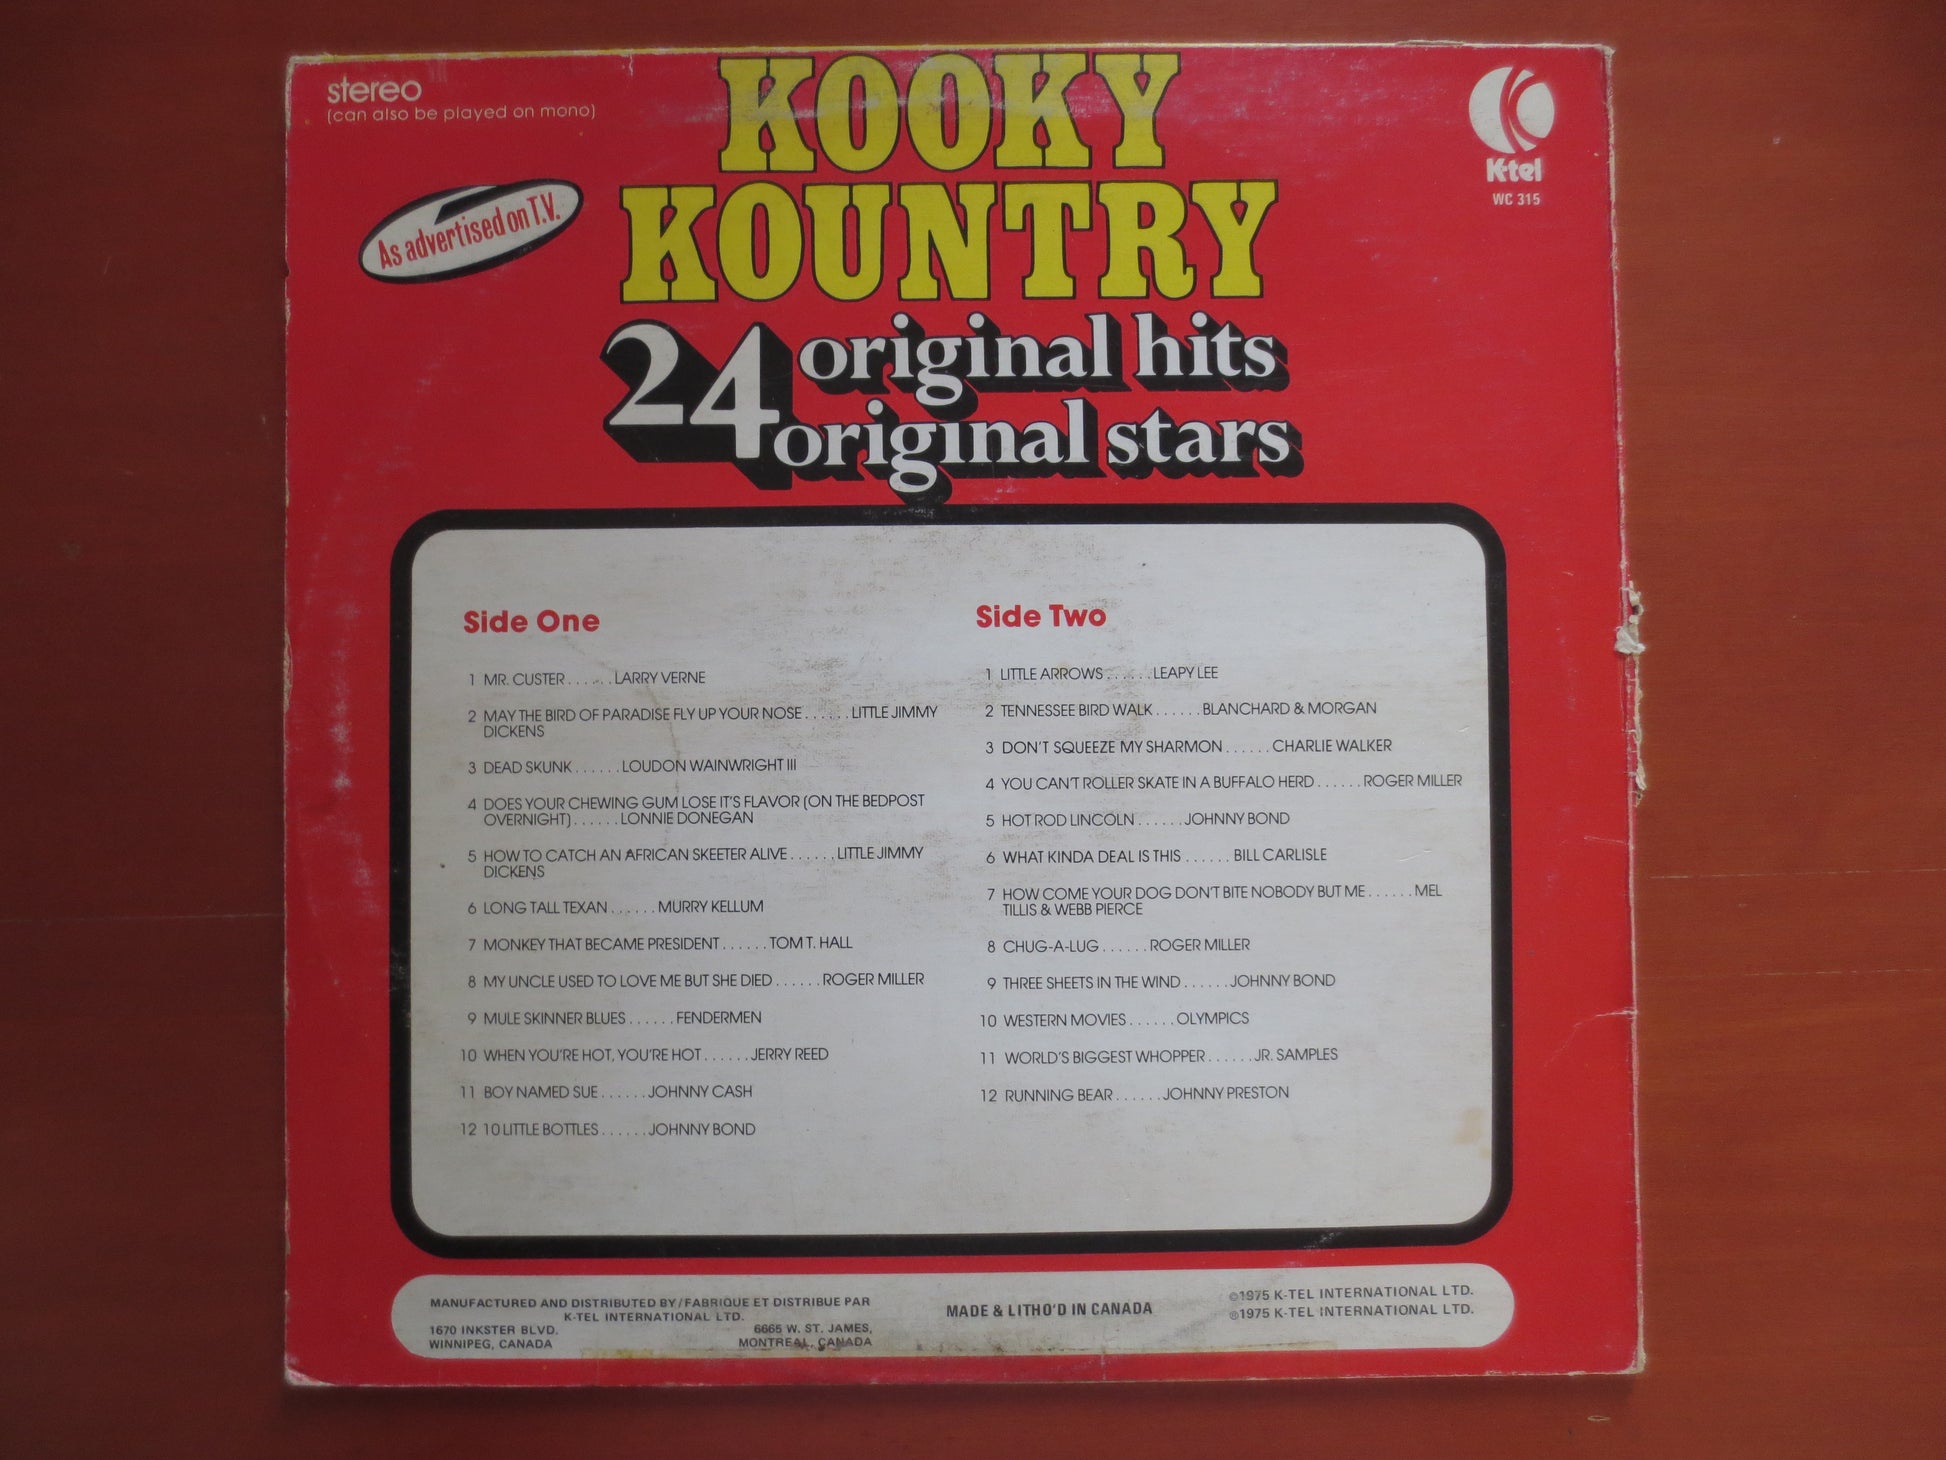 stereo
(can also be played on mono)
KOOKY
KOUNTRY
K-tel
WC 315
As advertised on T.V.
24 original hits
original stars
Side One
1 MR. CUSTER . . . . . . LARRY VERNE
2 MAY THE BIRD OF PARADISE FLY UP YOUR NOSE . . . . . . LITTLE JIMMY
DICKENS
3 DEAD SKUNK . . . . . . LOUDON WAINWRIGHT III
4 DOES YOUR CHEWING GUM LOSE IT'S FLAVOR (ON THE BEDPOST
OVERNIGHT) . . . . . . LONNIE DONEGAN
5 HOW TO CATCH AN AFRICAN SKEETER ALIVE . . . . . . LITTLE JIMMY
DICKENS
6 LONG TALL TEXAN . . . . . . MURRY KELLUM
7 MONKEY THAT BECAME PRESIDENT . . . . . . TOM T. HALL
8 MY UNCLE USED TO LOVE ME BUT SHE DIED . . . . . . ROGER MILLER
9 MULE SKINNER BLUES . . . . . . FENDERMEN
10 WHEN YOU'RE HOT, YOU'RE HOT . . . . . . JERRY REED
11 BOY NAMED SUE . . . . . . JOHNNY CASH
12 10 LITTLE BOTTLES . . . . . . JOHNNY BOND
Side Two
1 LITTLE ARROWS . . . . . . LEAPY LEE
2 TENNESSEE BIRD WALK . . . . . . BLANCHARD & MORGAN
3 DON'T SQUEEZE MY SHARMON . . . . . . CHARLIE WALKER
4 YOU CAN'T ROLLER SKATE IN A BUFFALO HERD . . . . . . ROGER MILLER
5 HOT ROD LINCOLN . . . . . . JOHNNY BOND
6 WHAT KINDA DEAL IS THIS . . . . . . BILL CARLISLE
7 HOW COME YOUR DOG DON'T BITE NOBODY BUT ME . . . . . . MEL
TILLIS & WEBB PIERCE
8 CHUG-A-LUG . . . . . . ROGER MILLER
9 THREE SHEETS IN THE WIND . . . . . . JOHNNY BOND
10 WESTERN MOVIES . . . . . . OLYMPICS
11 WORLD'S BIGGEST WHOPPER . . . . . . JR. SAMPLES
12 RUNNING BEAR . . . . . . JOHNNY PRESTON
MANUFACTURED AND DISTRIBUTED BY/FABRIQUE ET DISTRIBUE PAR
K-TEL INTERNATIONAL LTD.
1670 INKSTER BLVD. 6665 W. ST. JAMES,
WINNIPEG, CANADA MONTREAL, CANADA
MADE & LITHO'D IN CANADA
©1975 K-TEL INTERNATIONAL LTD.
℗1975 K-TEL INTERNATIONAL LTD.